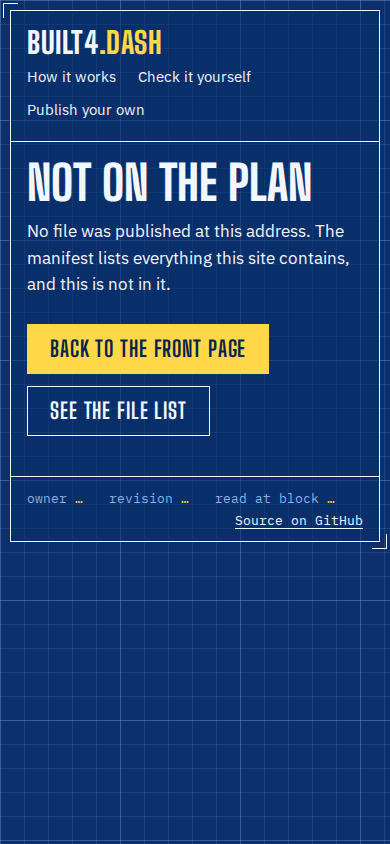 BUILT4.DASH
How it works Check it yourself
Publish your own
NOT ON THE PLAN
No file was published at this address. The
manifest lists everything this site contains,
and this is not in it.
BACK TO THE FRONT PAGE
SEE THE FILE LIST
owner … revision … read at block …
Source on GitHub